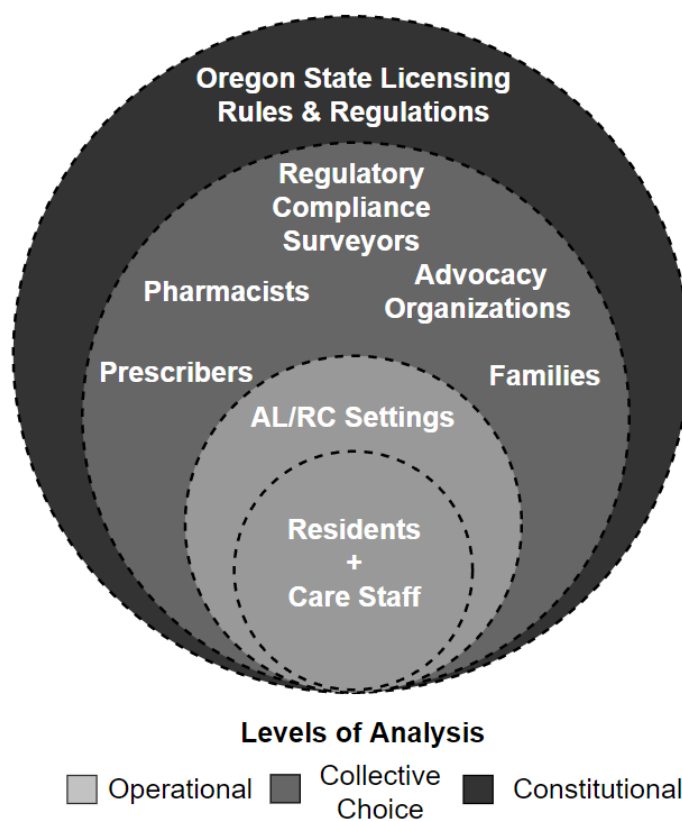 Oregon State Licensing
Rules & Regulations
Regulatory
Compliance
Surveyors
Pharmacists
Advocacy
Organizations
Prescribers
Families
AL/RC Settings
Residents
+
Care Staff
Levels of Analysis
Operational
Collective
Choice
Constitutional